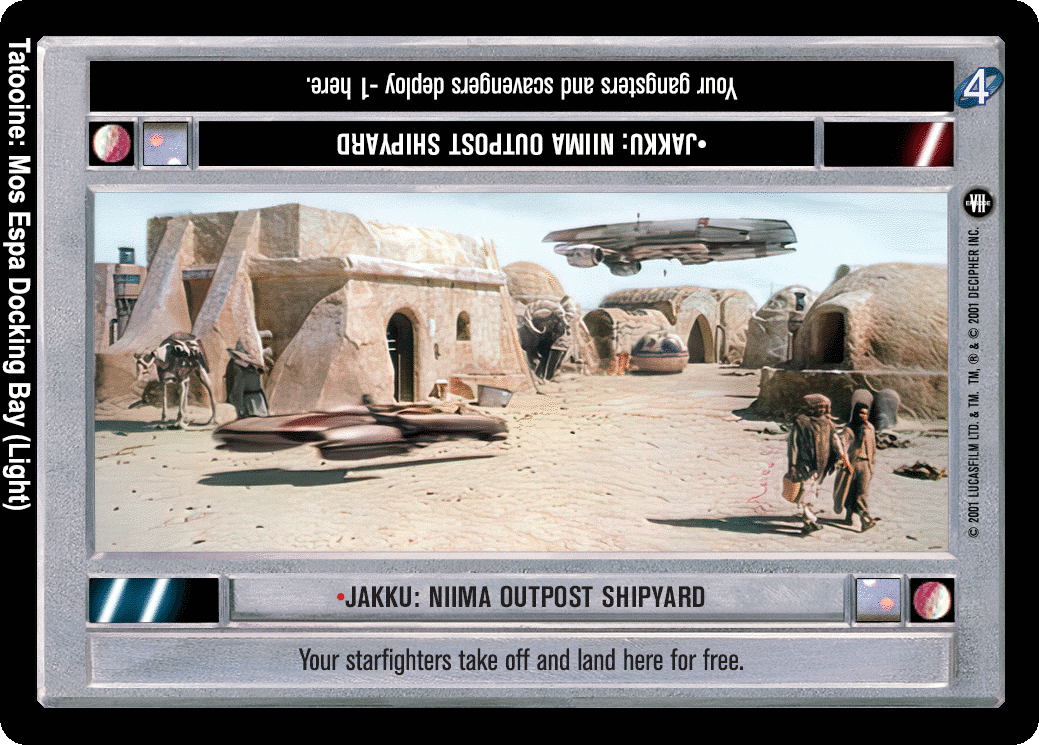 Your gangsters and scavengers deploy -1 here.
•JAKKU: NIIMA OUTPOST SHIPYARD
4
EPISODE VII
© 2001 LUCASFILM LTD. & TM. TM, ® & © 2001 DECIPHER INC.
Tatooine: Mos Espa Docking Bay (Light)
•JAKKU: NIIMA OUTPOST SHIPYARD
Your starfighters take off and land here for free.